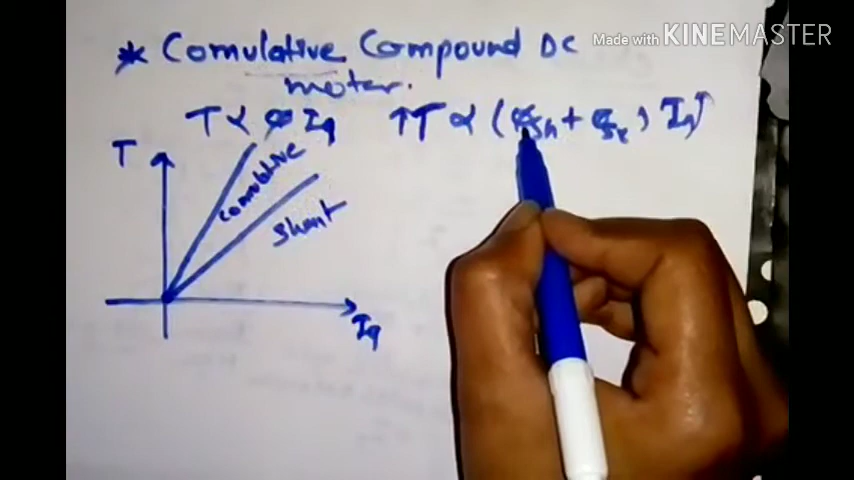 * Comulative Compound DC
motor.
Made with KINEMASTER
T ∝ φ Ia
↑T ∝ (φsh + φse) Ia↑
T
Comulative
Shunt
Ia